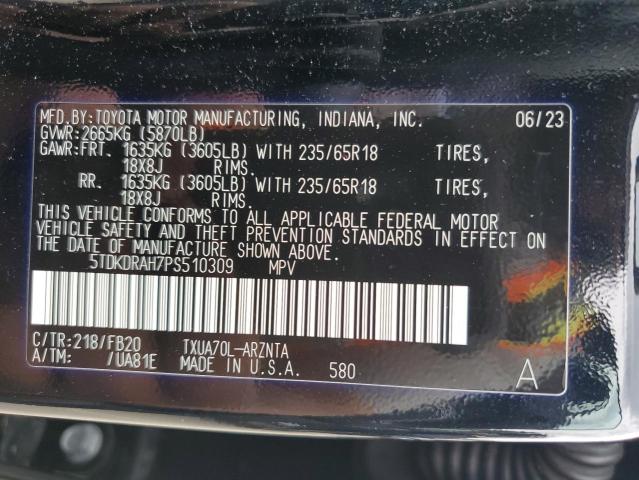 MFD.BY:TOYOTA MOTOR MANUFACTURING, INDIANA, INC. 06/23
GVWR:2665KG (5870LB)
GAWR:FRT. 1635KG (3605LB) WITH 235/65R18 TIRES,
18X8J RIMS.
RR. 1635KG (3605LB) WITH 235/65R18 TIRES,
18X8J RIMS.
THIS VEHICLE CONFORMS TO ALL APPLICABLE FEDERAL MOTOR
VEHICLE SAFETY AND THEFT PREVENTION STANDARDS IN EFFECT ON
THE DATE OF MANUFACTURE SHOWN ABOVE.
5TDKDRAH7PS510309 MPV
C/TR:218/FB20 TXUA70L-ARZNTA
A/TM: /UA81E MADE IN U.S.A. 580 A